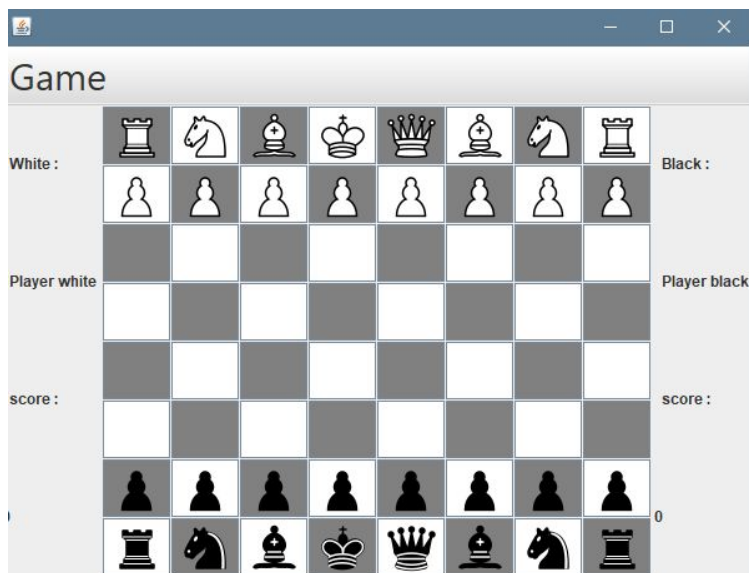 Game
White :
Player white
score :
Black :
Player black
score :
0